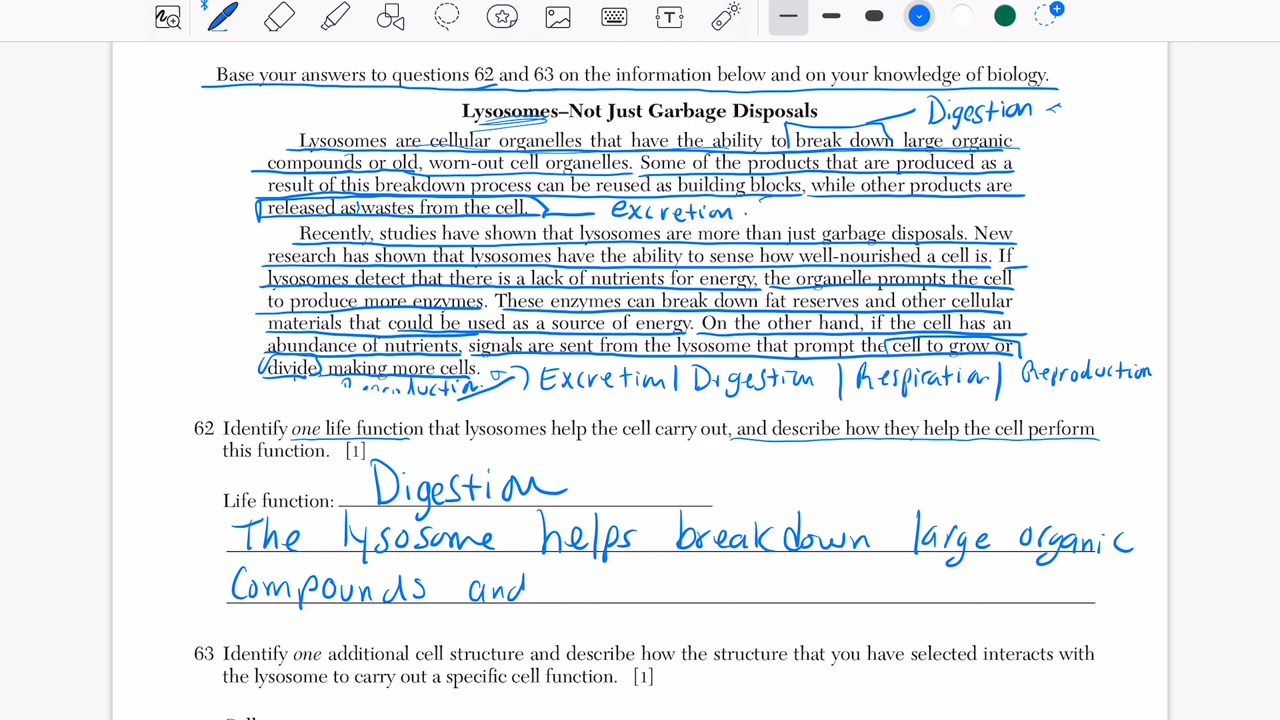 Base your answers to questions 62 and 63 on the information below and on your knowledge of biology.
Lysosomes–Not Just Garbage Disposals
Digestion
Lysosomes are cellular organelles that have the ability to break down large organic
compounds or old, worn-out cell organelles. Some of the products that are produced as a
result of this breakdown process can be reused as building blocks, while other products are
released as wastes from the cell.
excretion.
Recently, studies have shown that lysosomes are more than just garbage disposals. New
research has shown that lysosomes have the ability to sense how well-nourished a cell is. If
lysosomes detect that there is a lack of nutrients for energy, the organelle prompts the cell
to produce more enzymes. These enzymes can break down fat reserves and other cellular
materials that could be used as a source of energy. On the other hand, if the cell has an
abundance of nutrients, signals are sent from the lysosome that prompt the cell to grow or
divide, making more cells.
Excretion | Digestion | Respiration | Reproduction
62 Identify one life function that lysosomes help the cell carry out, and describe how they help the cell perform
this function. [1]
Life function: Digestion
The lysosome helps breakdown large organic
Compounds and
63 Identify one additional cell structure and describe how the structure that you have selected interacts with
the lysosome to carry out a specific cell function. [1]